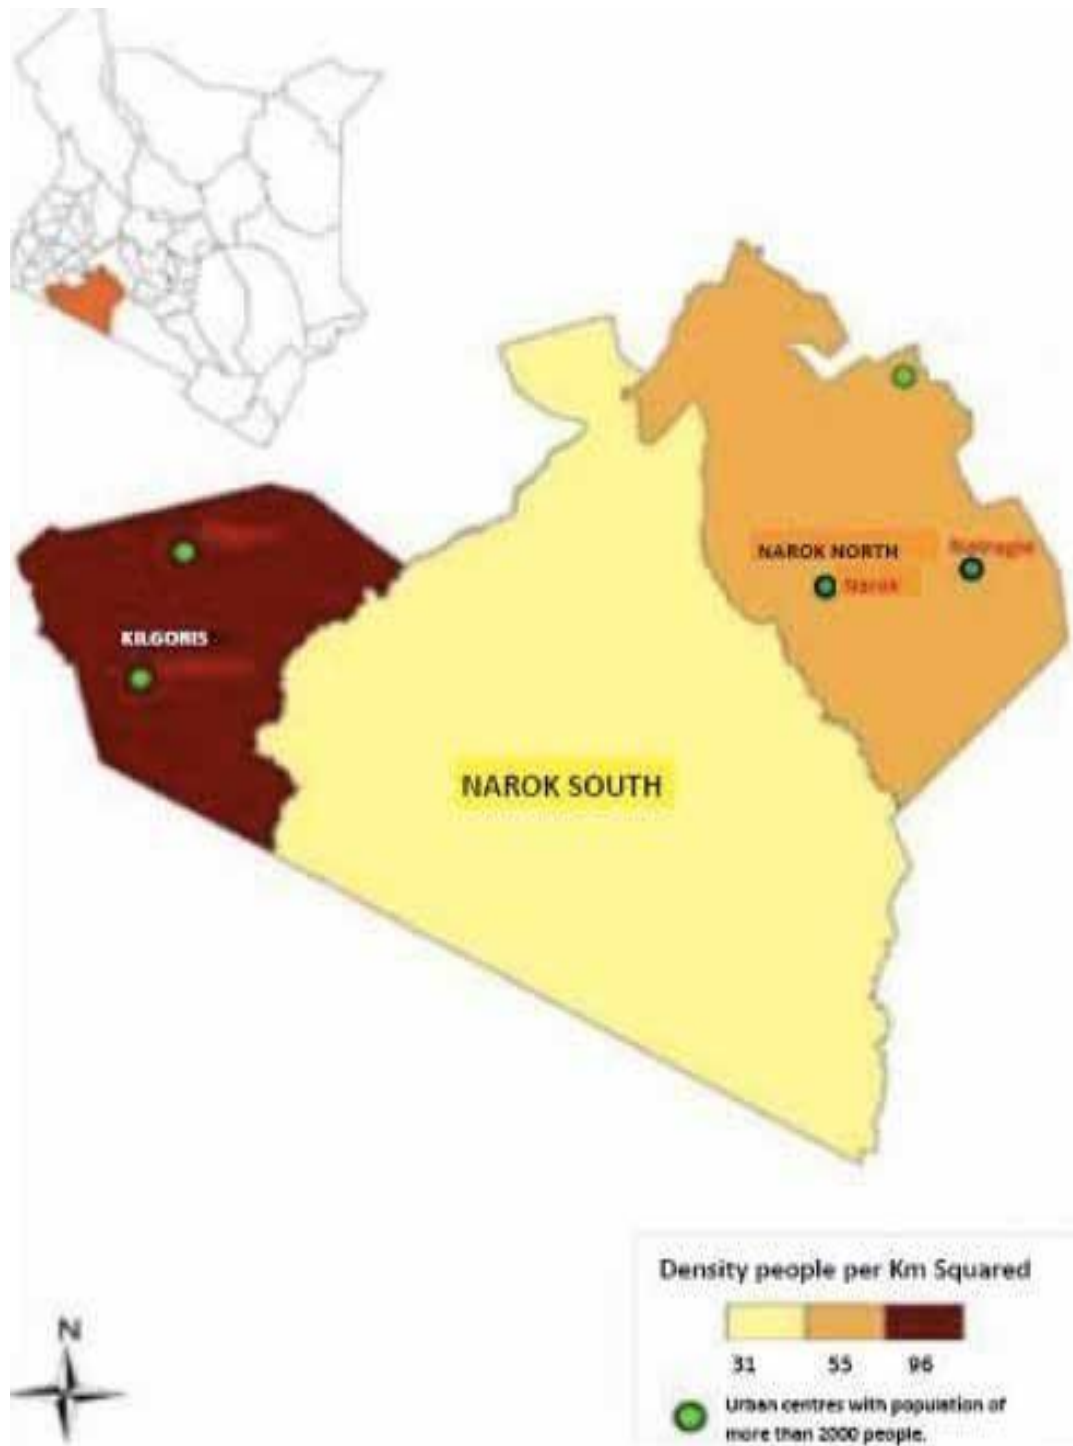 NAROK NORTH
Narok
KILGORIS
NAROK SOUTH
Density people per Km Squared
31 55 96
N
Urban centres with population of
more than 2000 people.